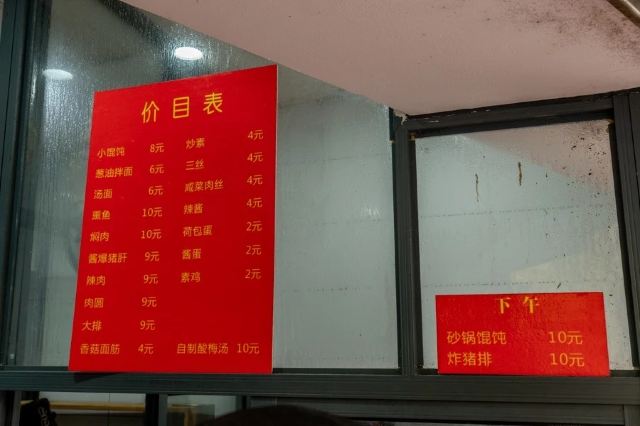 价目表
小馄饨 8元 炒素 4元
葱油拌面 6元 三丝 4元
汤面 6元 咸菜肉丝 4元
熏鱼 10元 辣酱 4元
焖肉 10元 荷包蛋 2元
酱爆猪肝 9元 酱蛋 2元
辣肉 9元 素鸡 2元
肉圆 9元
大排 9元
香菇面筋 4元 自制酸梅汤 10元
下午
砂锅馄饨 10元
炸猪排 10元